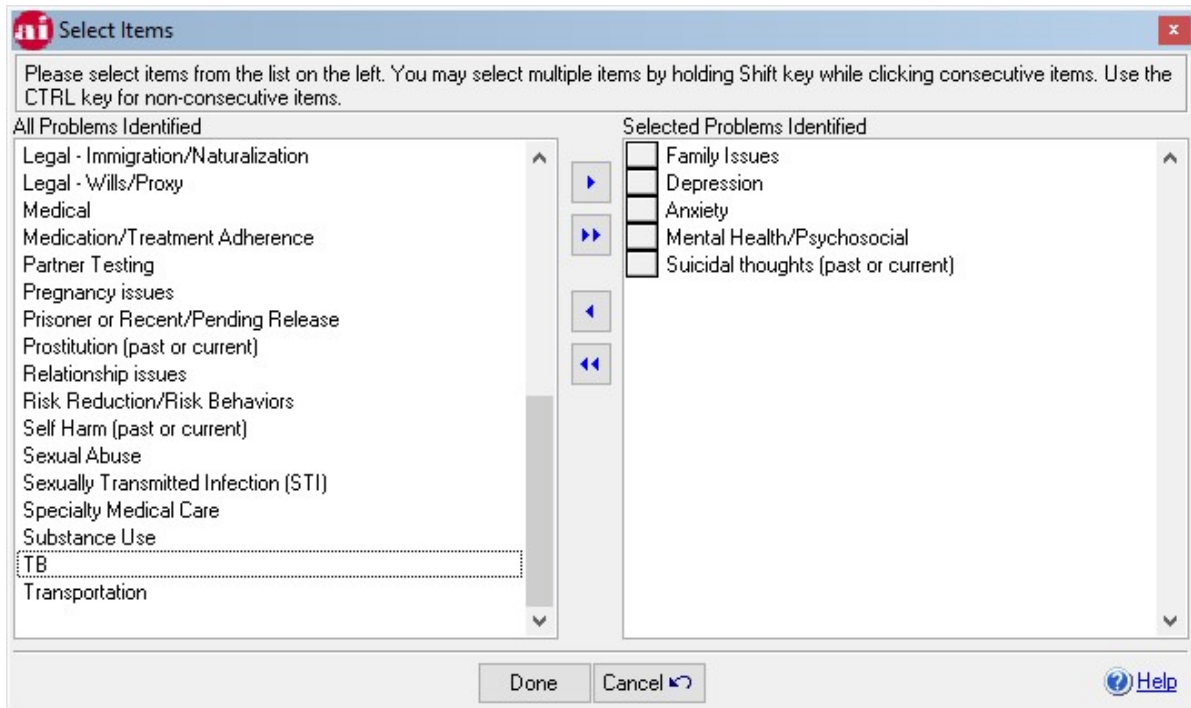 ai Select Items
x
Please select items from the list on the left. You may select multiple items by holding Shift key while clicking consecutive items. Use the
CTRL key for non-consecutive items.
All Problems Identified
Legal - Immigration/Naturalization
Legal - Wills/Proxy
Medical
Medication/Treatment Adherence
Partner Testing
Pregnancy issues
Prisoner or Recent/Pending Release
Prostitution (past or current)
Relationship issues
Risk Reduction/Risk Behaviors
Self Harm (past or current)
Sexual Abuse
Sexually Transmitted Infection (STI)
Specialty Medical Care
Substance Use
TB
Transportation
Selected Problems Identified
Family Issues
Depression
Anxiety
Mental Health/Psychosocial
Suicidal thoughts (past or current)
Done
Cancel
? Help